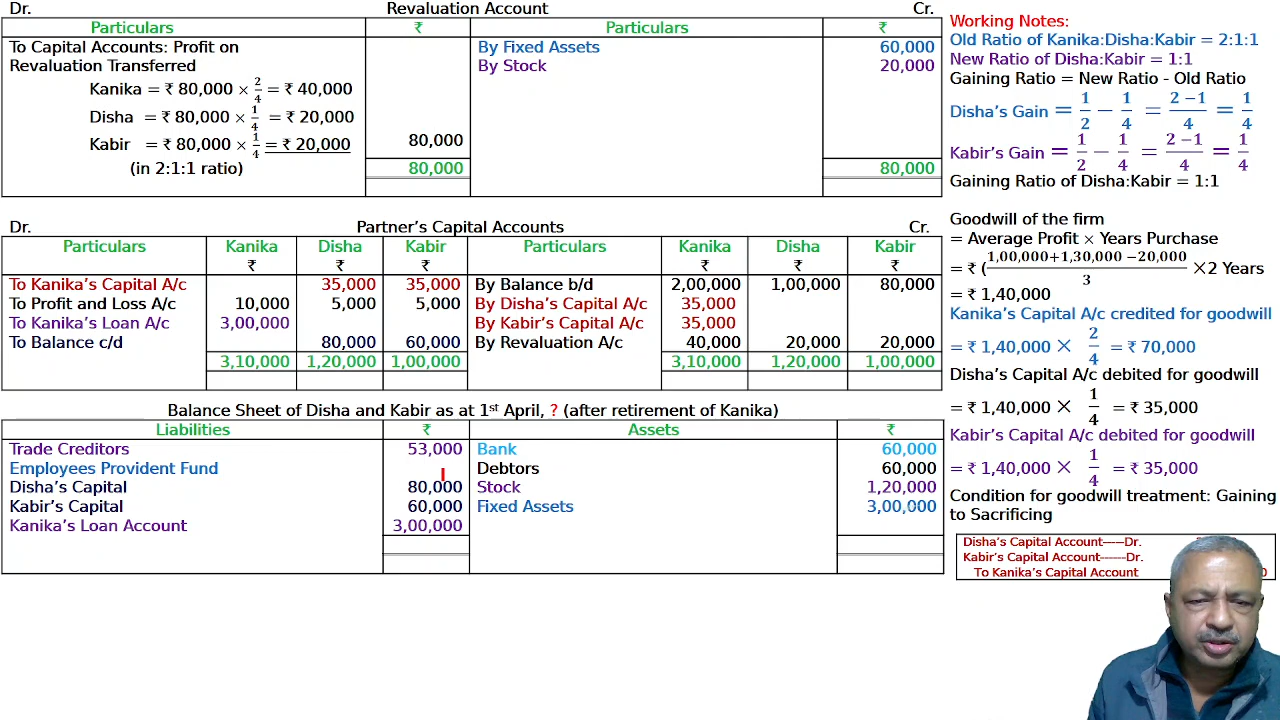 Dr. Revaluation Account Cr.
Particulars ₹ Particulars ₹
To Capital Accounts: Profit on By Fixed Assets 60,000
Revaluation Transferred By Stock 20,000
Kanika = ₹ 80,000 × 2/4 = ₹ 40,000
Disha = ₹ 80,000 × 1/4 = ₹ 20,000
Kabir = ₹ 80,000 × 1/4 = ₹ 20,000 80,000
(in 2:1:1 ratio) 80,000 80,000
Dr. Partner's Capital Accounts Cr.
Particulars Kanika Disha Kabir Particulars Kanika Disha Kabir
₹ ₹ ₹ ₹ ₹ ₹
To Kanika's Capital A/c 35,000 35,000 By Balance b/d 2,00,000 1,00,000 80,000
To Profit and Loss A/c 10,000 5,000 5,000 By Disha's Capital A/c 35,000
To Kanika's Loan A/c 3,00,000 By Kabir's Capital A/c 35,000
To Balance c/d 80,000 60,000 By Revaluation A/c 40,000 20,000 20,000
3,10,000 1,20,000 1,00,000 3,10,000 1,20,000 1,00,000
Balance Sheet of Disha and Kabir as at 1st April, ? (after retirement of Kanika)
Liabilities ₹ Assets ₹
Trade Creditors 53,000 Bank 60,000
Employees Provident Fund Debtors 60,000
Disha's Capital 80,000 Stock 1,20,000
Kabir's Capital 60,000 Fixed Assets 3,00,000
Kanika's Loan Account 3,00,000
Working Notes:
Old Ratio of Kanika:Disha:Kabir = 2:1:1
New Ratio of Disha:Kabir = 1:1
Gaining Ratio = New Ratio - Old Ratio
Disha's Gain = 1/2 − 1/4 = 2 −1/4 = 1/4
Kabir's Gain = 1/2 − 1/4 = 2 −1/4 = 1/4
Gaining Ratio of Disha:Kabir = 1:1
Goodwill of the firm
= Average Profit × Years Purchase
= ₹ (1,00,000+1,30,000 −20,000/3 ×2 Years
= ₹ 1,40,000
Kanika's Capital A/c credited for goodwill
= ₹ 1,40,000 × 2/4 = ₹ 70,000
Disha's Capital A/c debited for goodwill
= ₹ 1,40,000 × 1/4 = ₹ 35,000
Kabir's Capital A/c debited for goodwill
= ₹ 1,40,000 × 1/4 = ₹ 35,000
Condition for goodwill treatment: Gaining
to Sacrificing
Disha's Capital Account-----Dr.
Kabir's Capital Account------Dr.
To Kanika's Capital Account